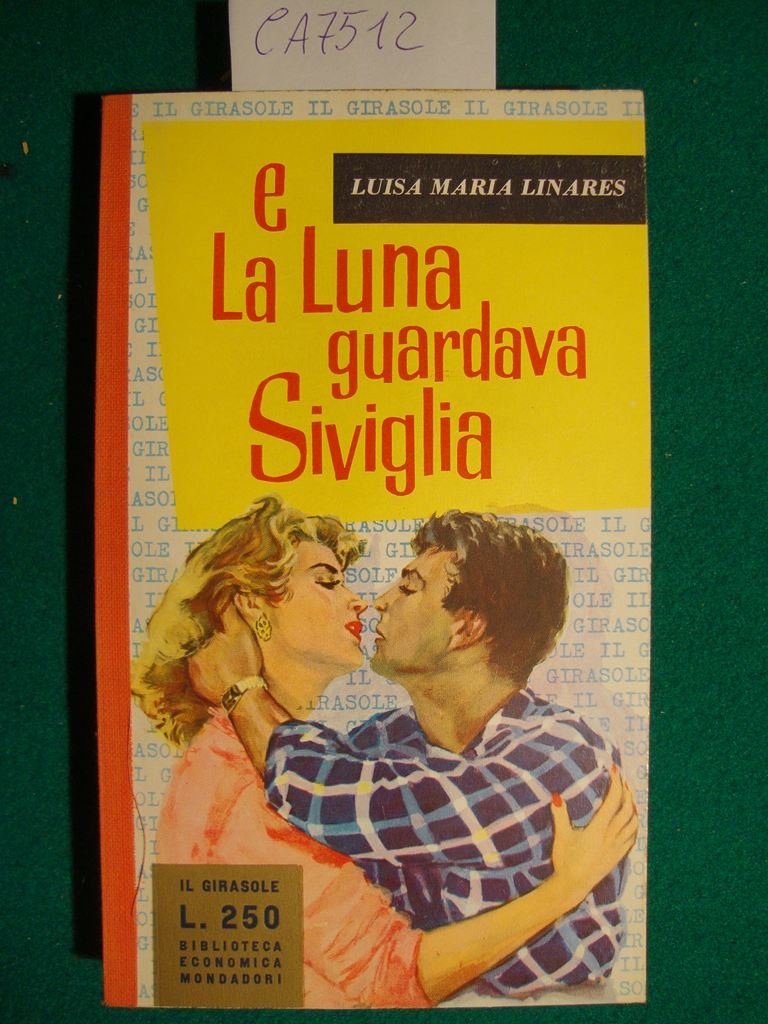 CA7512
IL GIRASOLE IL GIRASOLE IL GIRASOLE IL
LUISA MARIA LINARES
e
La Luna
guardava
Siviglia
IL GIRASOLE
L. 250
BIBLIOTECA
ECONOMICA
MONDADORI